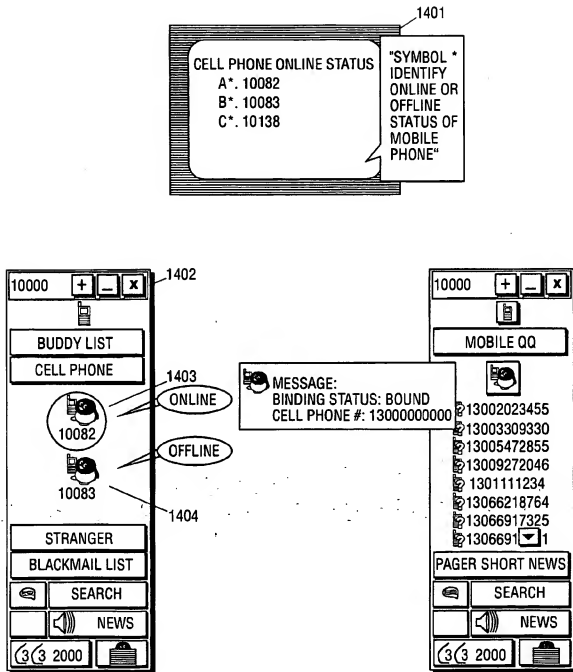 1401
CELL PHONE ONLINE STATUS
A*. 10082
B*. 10083
C*. 10138
"SYMBOL *
IDENTIFY
ONLINE OR
OFFLINE
STATUS OF
MOBILE
PHONE"
10000 + _ x
1402
BUDDY LIST
CELL PHONE
1403
ONLINE
10082
OFFLINE
10083
1404
STRANGER
BLACKMAIL LIST
SEARCH
NEWS
2000
MESSAGE:
BINDING STATUS: BOUND
CELL PHONE #: 13000000000
10000 + _ x
MOBILE QQ
13002023455
13003309330
13005472855
13009272046
1301111234
13066218764
13066917325
1306691 1
PAGER SHORT NEWS
SEARCH
NEWS
2000